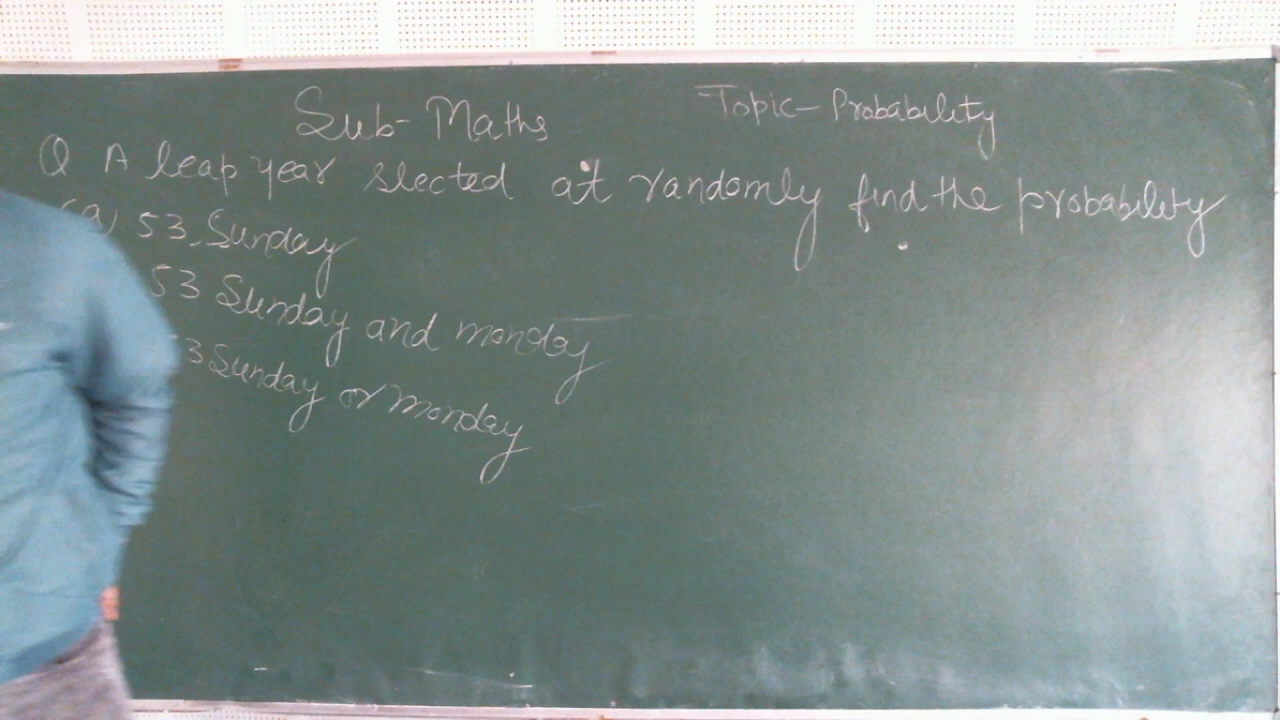 Sub- Maths
Topic- Probability
Q A leap year slected at randomly find the probability
(a) 53 Sunday
53 Sunday and monday
3 Sunday or Monday